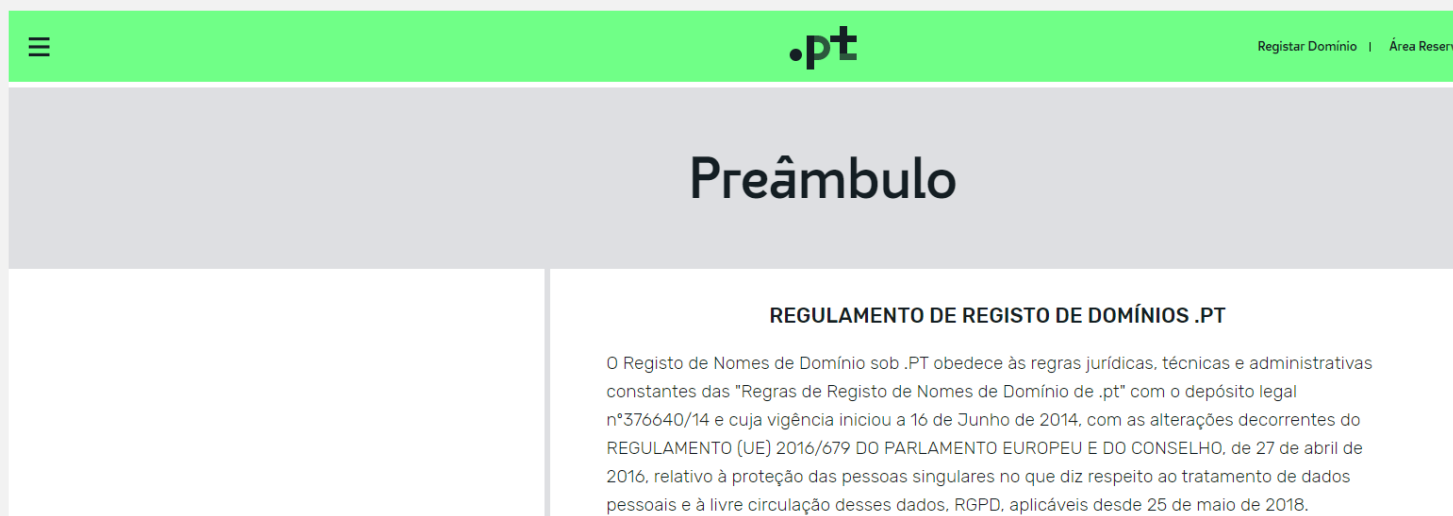 .pt
Registar Domínio | Área
Preâmbulo
REGULAMENTO DE REGISTO DE DOMÍNIOS .PT
O Registo de Nomes de Domínio sob .PT obedece às regras jurídicas, técnicas e administrativas
constantes das "Regras de Registo de Nomes de Domínio de .pt" com o depósito legal
nº376640/14 e cuja vigência iniciou a 16 de Junho de 2014, com as alterações decorrentes do
REGULAMENTO (UE) 2016/679 DO PARLAMENTO EUROPEU E DO CONSELHO, de 27 de abril de
2016, relativo à proteção das pessoas singulares no que diz respeito ao tratamento de dados
pessoais e à livre circulação desses dados, RGPD, aplicáveis desde 25 de maio de 2018.